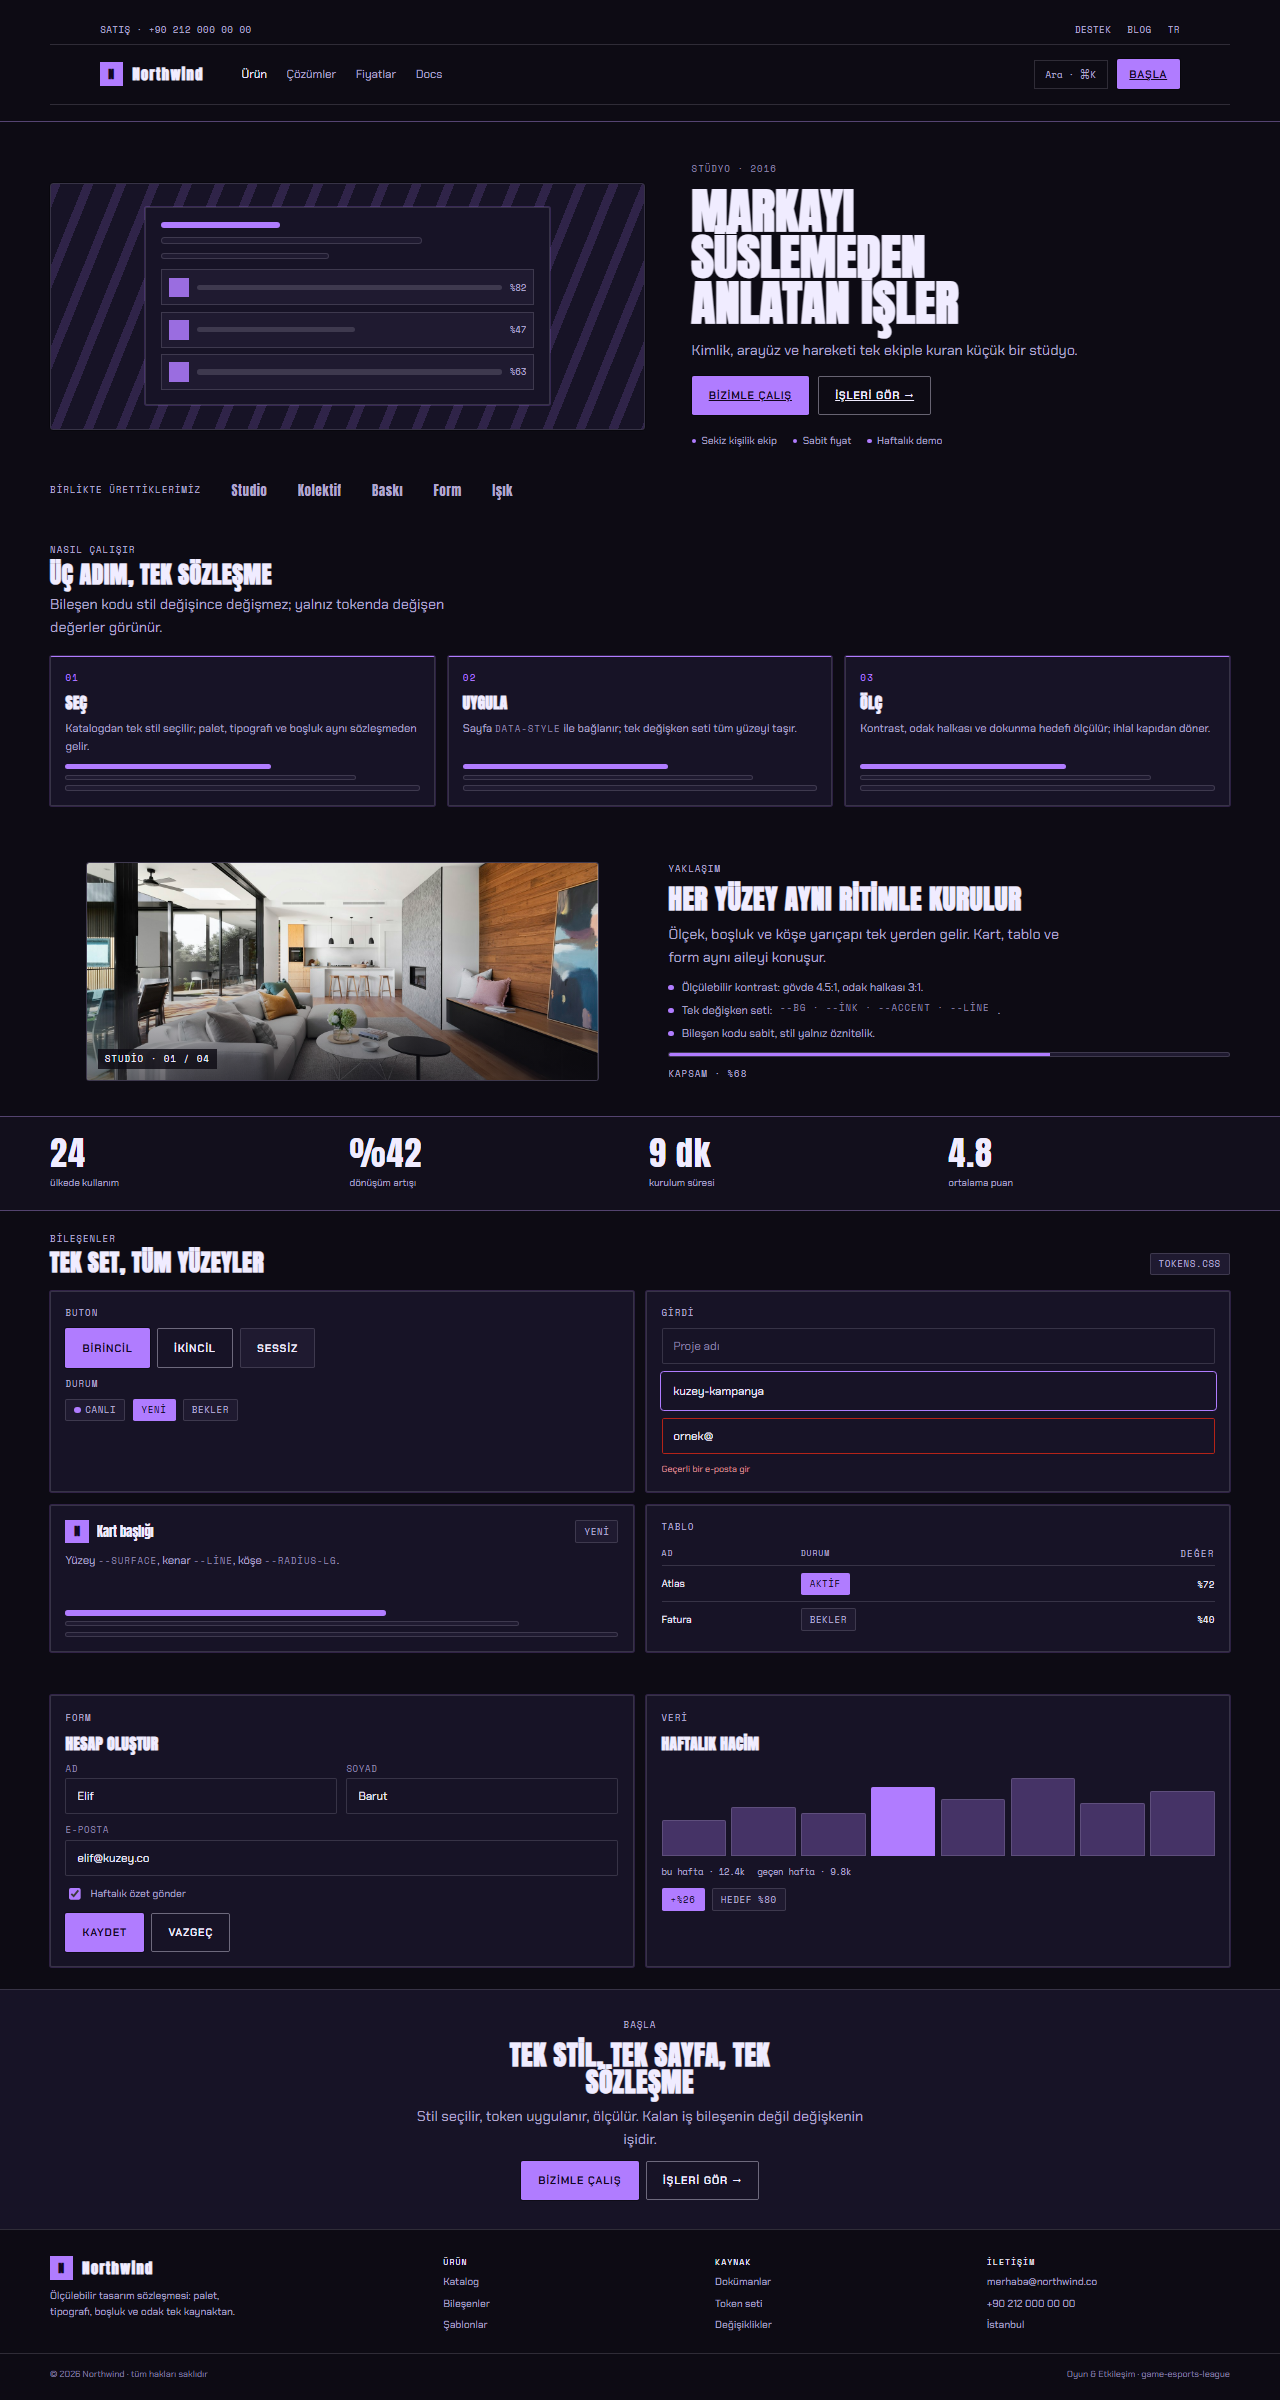 SATIŞ · +90 212 000 00 00
DESTEK BLOG TR
Northwind
Ürün Çözümler Fiyatlar Docs
Ara · ⌘K
BAŞLA
STÜDYO · 2016
MARKAYI
SÜSLEMEDEN
ANLATAN İŞLER
Kimlik, arayüz ve hareketi tek ekiple kuran küçük bir stüdyo.
BİZİMLE ÇALIŞ
İŞLERİ GÖR →
Sekiz kişilik ekip
Sabit fiyat
Haftalık demo
%82
%47
%63
BİRLİKTE ÜRETTİKLERİMİZ
Studio Kolektif Baskı Form Işık
NASIL ÇALIŞIR
ÜÇ ADIM, TEK SÖZLEŞME
Bileşen kodu stil değişince değişmez; yalnız tokenda değişen
değerler görünür.
01
SEÇ
Katalogdan tek stil seçilir; palet, tipografi ve boşluk aynı sözleşmeden
gelir.
02
UYGULA
Sayfa DATA-STYLE ile bağlanır; tek değişken seti tüm yüzeyi taşır.
03
ÖLÇ
Kontrast, odak halkası ve dokunma hedefi ölçülür; ihlal kapıdan döner.
STUDİO · 01 / 04
YAKLAŞIM
HER YÜZEY AYNI RİTİMLE KURULUR
Ölçek, boşluk ve köşe yarıçapı tek yerden gelir. Kart, tablo ve
form aynı aileyi konuşur.
Ölçülebilir kontrast: gövde 4.5:1, odak halkası 3:1.
Tek değişken seti: --BG · --İNK · --ACCENT · --LİNE .
Bileşen kodu sabit, stil yalnız öznitelik.
KAPSAM · %68
24
ülkede kullanım
%42
dönüşüm artışı
9 dk
kurulum süresi
4.8
ortalama puan
BİLEŞENLER
TEK SET, TÜM YÜZEYLER
TOKENS.CSS
BUTON
BİRİNCİL
İKİNCİL
SESSİZ
DURUM
CANLI
YENİ
BEKLER
GİRDİ
Proje adı
kuzey-kampanya
ornek@
Geçerli bir e-posta gir
Kart başlığı
YENİ
Yüzey --SURFACE, kenar --LİNE, köşe --RADİUS-LG.
TABLO
AD DURUM DEĞER
Atlas AKTİF %72
Fatura BEKLER %40
FORM
HESAP OLUŞTUR
AD
Elif
SOYAD
Barut
E-POSTA
elif@kuzey.co
Haftalık özet gönder
KAYDET
VAZGEÇ
VERİ
HAFTALIK HACİM
bu hafta · 12.4k geçen hafta · 9.8k
+%26
HEDEF %80
BAŞLA
TEK STİL, TEK SAYFA, TEK
SÖZLEŞME
Stil seçilir, token uygulanır, ölçülür. Kalan iş bileşenin değil değişkenin
işidir.
BİZİMLE ÇALIŞ
İŞLERİ GÖR →
Northwind
Ölçülebilir tasarım sözleşmesi: palet,
tipografi, boşluk ve odak tek kaynaktan.
ÜRÜN
Katalog
Bileşenler
Şablonlar
KAYNAK
Dokümanlar
Token seti
Değişiklikler
İLETİŞİM
merhaba@northwind.co
+90 212 000 00 00
İstanbul
© 2026 Northwind · tüm hakları saklıdır
Oyun & Etkileşim · game-esports-league